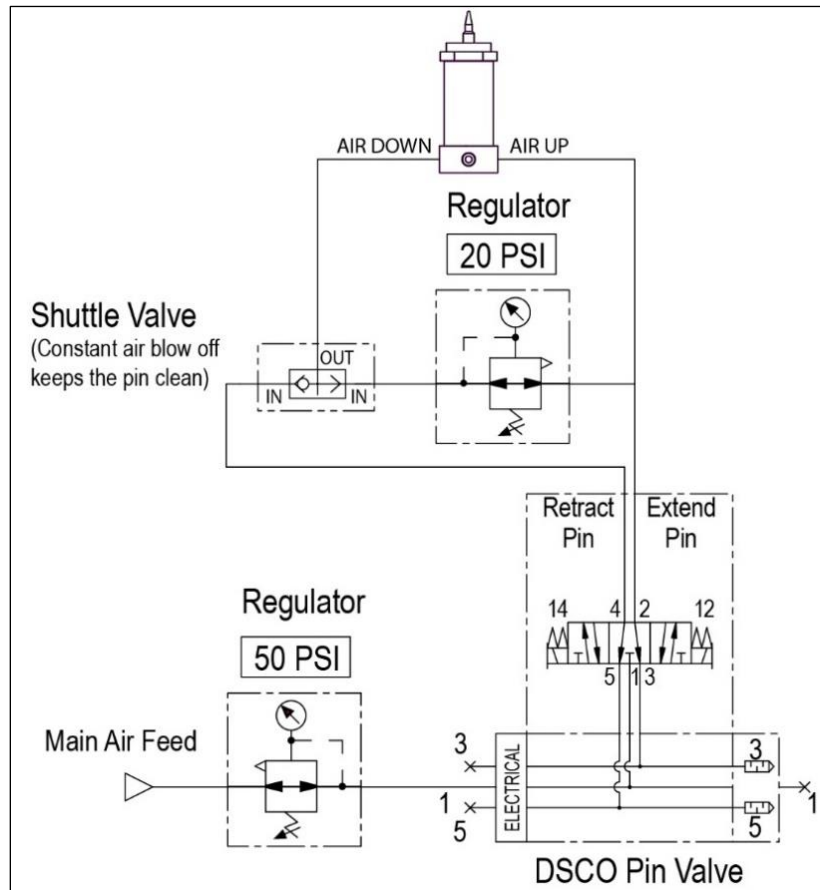 AIR DOWN
AIR UP
Regulator
20 PSI
Shuttle Valve
(Constant air blow off
keeps the pin clean)
OUT
IN
IN
Retract
Pin
Extend
Pin
14
4
2
12
5
1
3
Regulator
50 PSI
Main Air Feed
3
1
5
ELECTRICAL
3
5
1
DSCO Pin Valve